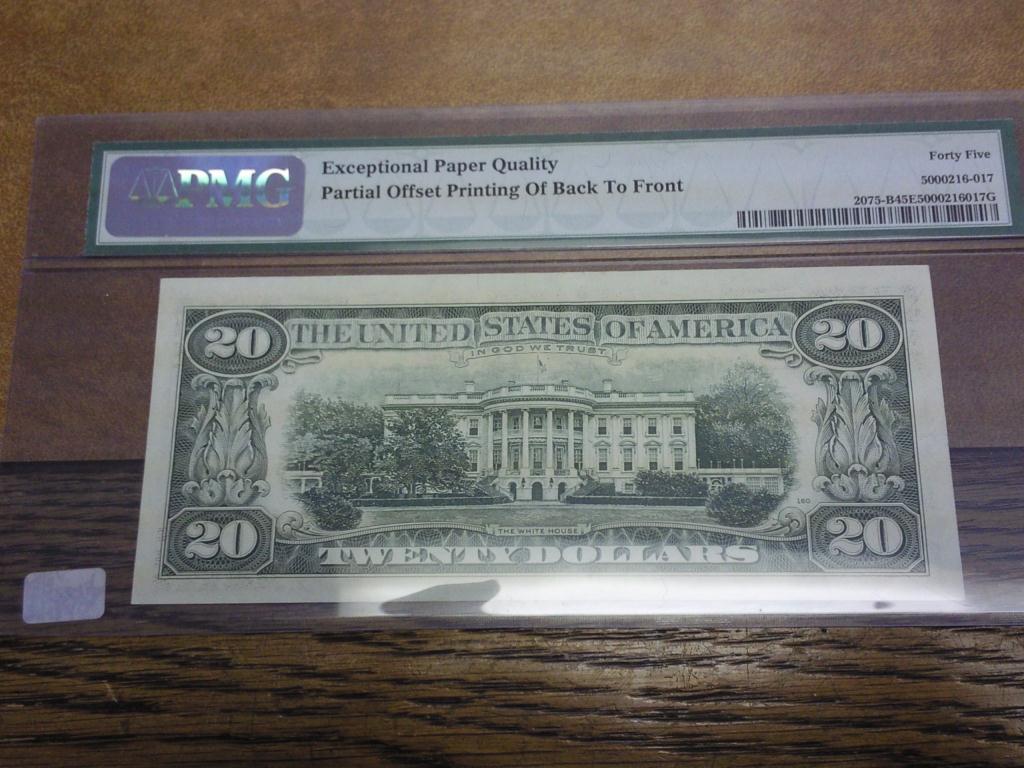 PMG
Exceptional Paper Quality
Partial Offset Printing Of Back To Front
Forty Five
5000216-017
2075-B45E5000216017G
20 THE UNITED STATES OF AMERICA 20
IN GOD WE TRUST
160
THE WHITE HOUSE
20 TWENTY DOLLARS 20